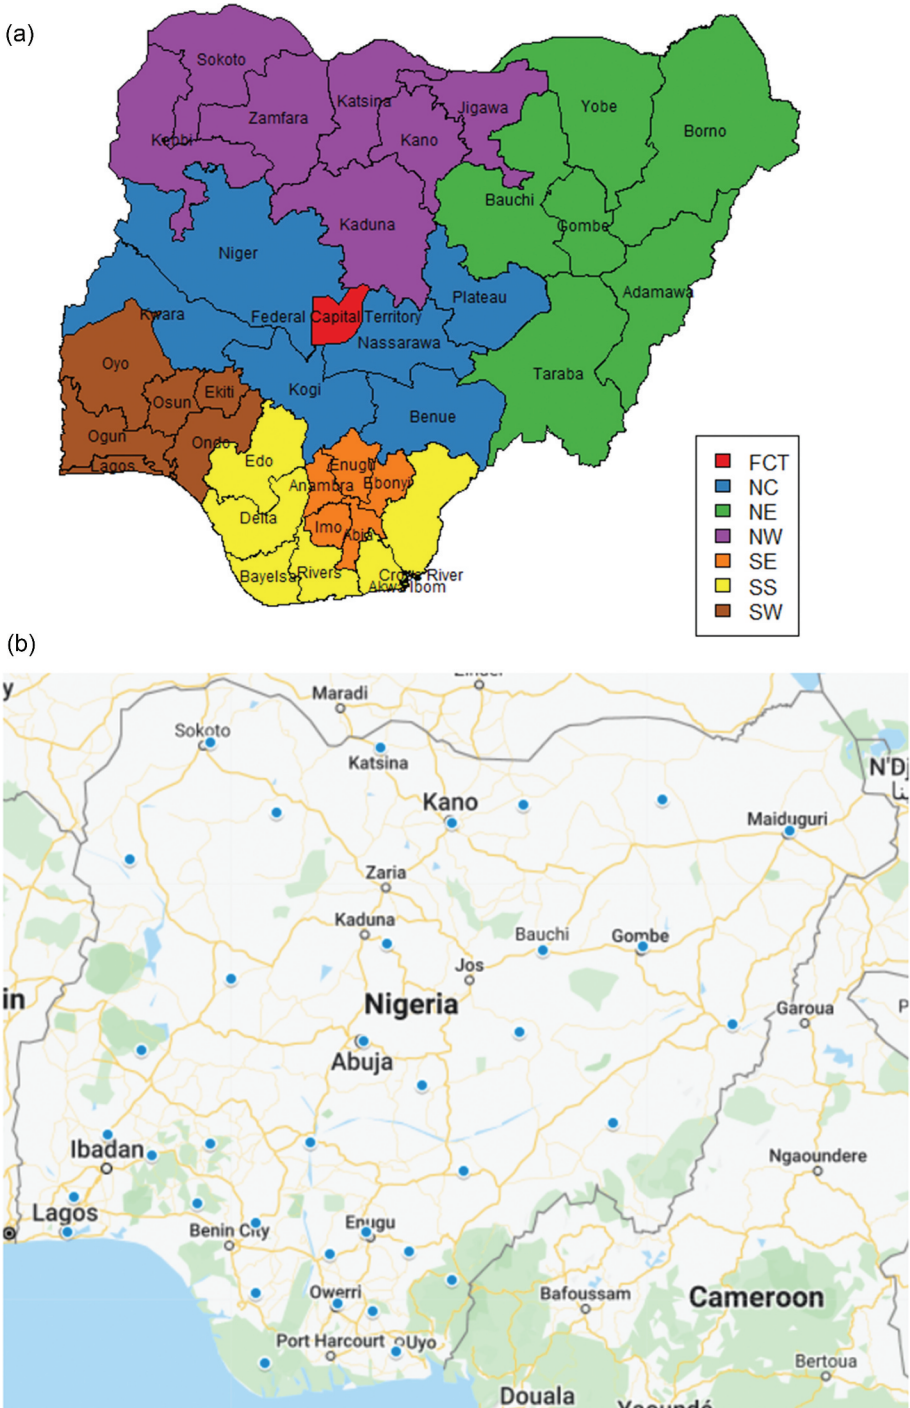 (a)
Sokoto
Katsina
Jigawa
Yobe
Borno
Zamfara
Kebbi
Kano
Bauchi
Gombe
Kaduna
Niger
Adamawa
Plateau
Kwara
Federal Capital Territory
Nassarawa
Oyo
Taraba
Kogi
Ekiti
Osun
Benue
Ogun
Ondo
Lagos
Edo
Enugu
Anambra
Ebonyi
Delta
Imo
Abia
Bayelsa
Rivers
Cross River
Akwa Ibom
FCT
NC
NE
NW
SE
SS
SW
(b)
y
Maradi
Sokoto
Katsina
N'Dj
Kano
Maiduguri
Zaria
Kaduna
Bauchi
Gombe
Jos
in
Nigeria
Garoua
P
Abuja
Ibadan
Ngaoundere
Lagos
Benin City
Enugu
Owerri
Bafoussam
Cameroon
Port Harcourt
Uyo
Bertoua
Douala